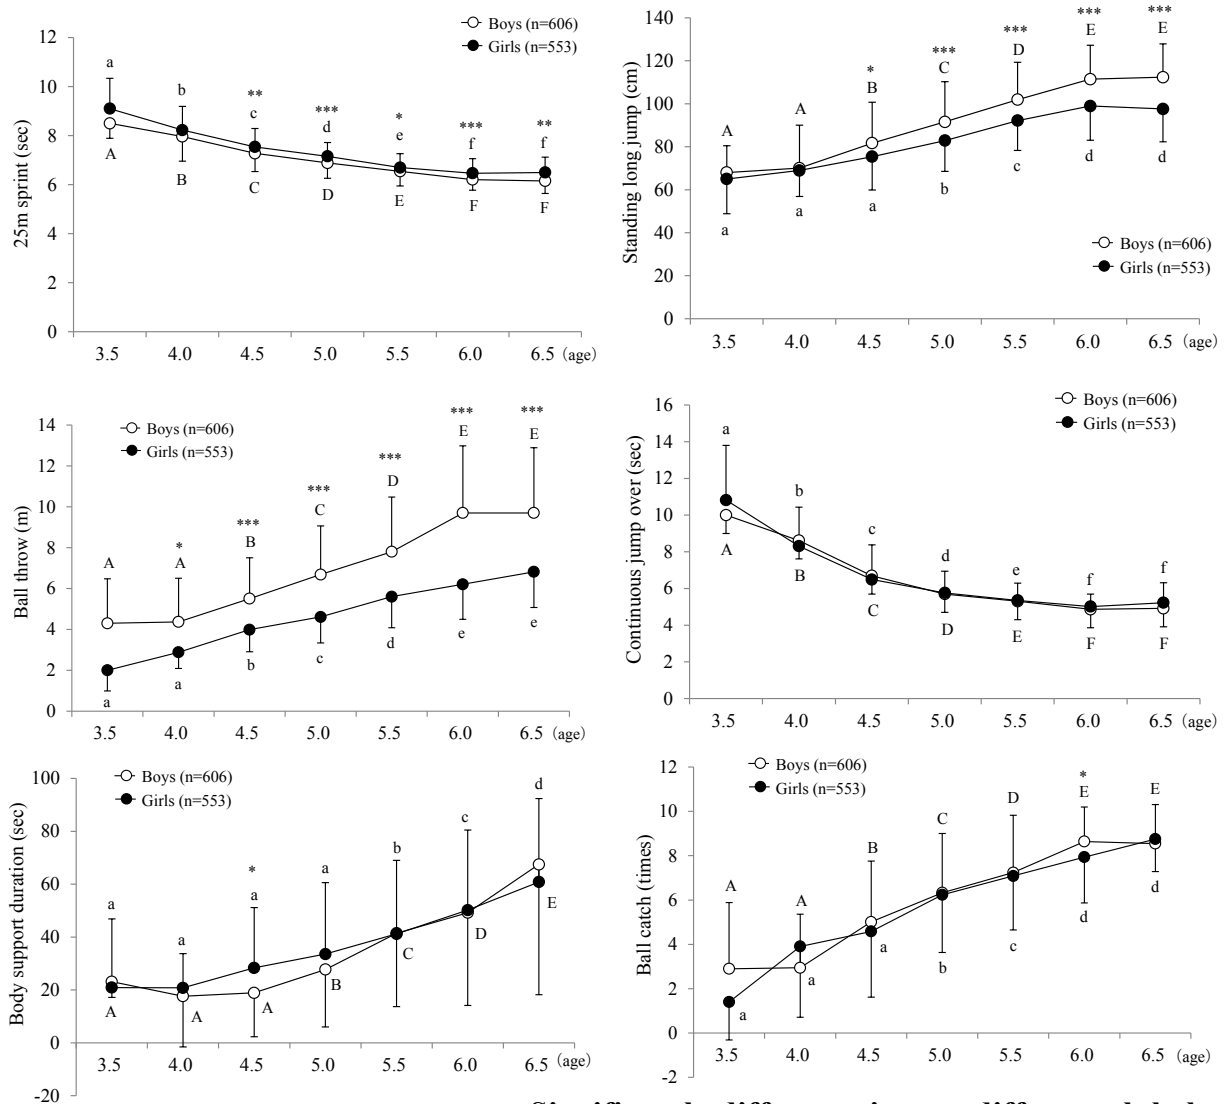 Boys (n=606)
Girls (n=553)
25m sprint (sec)
12
10
8
6
4
2
0
a b ** c *** d * e *** f ** f
A B C D E F F
3.5 4.0 4.5 5.0 5.5 6.0 6.5 (age)
Standing long jump (cm)
140
120
100
80
60
40
20
0
A A * B *** C *** D *** E *** E
a a a b c d d
Boys (n=606)
Girls (n=553)
3.5 4.0 4.5 5.0 5.5 6.0 6.5 (age)
Boys (n=606)
Girls (n=553)
Ball throw (m)
14
12
10
8
6
4
2
0
A * A *** B *** C *** D *** E *** E
a a b c d e e
3.5 4.0 4.5 5.0 5.5 6.0 6.5 (age)
Boys (n=606)
Girls (n=553)
Continuous jump over (sec)
16
14
12
10
8
6
4
2
0
a b c d e f f
A B C D E F F
3.5 4.0 4.5 5.0 5.5 6.0 6.5 (age)
Boys (n=606)
Girls (n=553)
Body support duration (sec)
100
80
60
40
20
0
-20
a a * a a b c d
A A A B C D E
3.5 4.0 4.5 5.0 5.5 6.0 6.5 (age)
Boys (n=606)
Girls (n=553)
Ball catch (times)
12
10
8
6
4
2
0
-2
A A B C D * E E
a a a b c d d
3.5 4.0 4.5 5.0 5.5 6.0 6.5 (age)